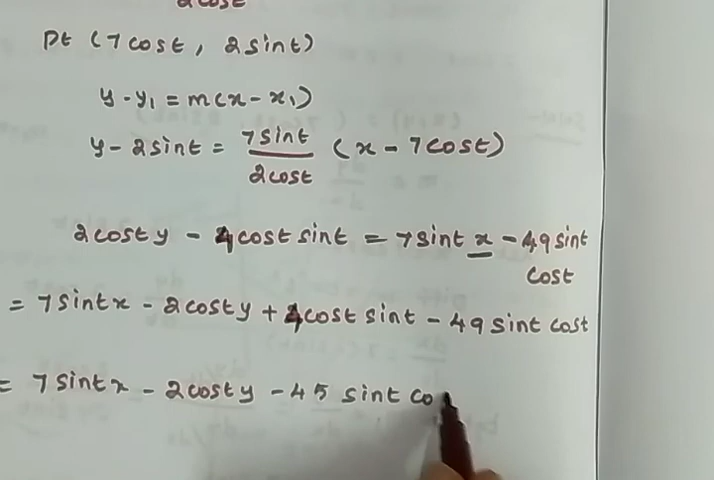 2cost
pt (7cost, 2sint)
y - y₁ = m(x - x₁)
y - 2sint = 7sint / 2cost (x - 7cost)
2cost y - 4cost sint = 7sint x - 49sint
cost
= 7sint x - 2cost y + 4cost sint - 49 sint cost
= 7sint x - 2cost y - 45 sint co